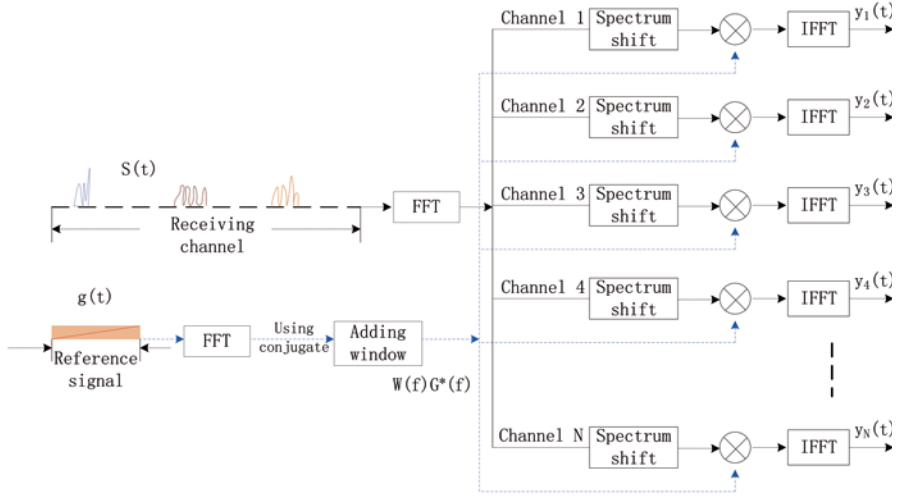 Channel 1
Spectrum
shift
IFFT
y₁(t)
Channel 2
Spectrum
shift
IFFT
y₂(t)
S(t)
Receiving
channel
FFT
Channel 3
Spectrum
shift
IFFT
y₃(t)
Channel 4
Spectrum
shift
IFFT
y₄(t)
g(t)
Reference
signal
FFT
Using
conjugate
Adding
window
W(f)G*(f)
Channel N
Spectrum
shift
IFFT
y_N(t)